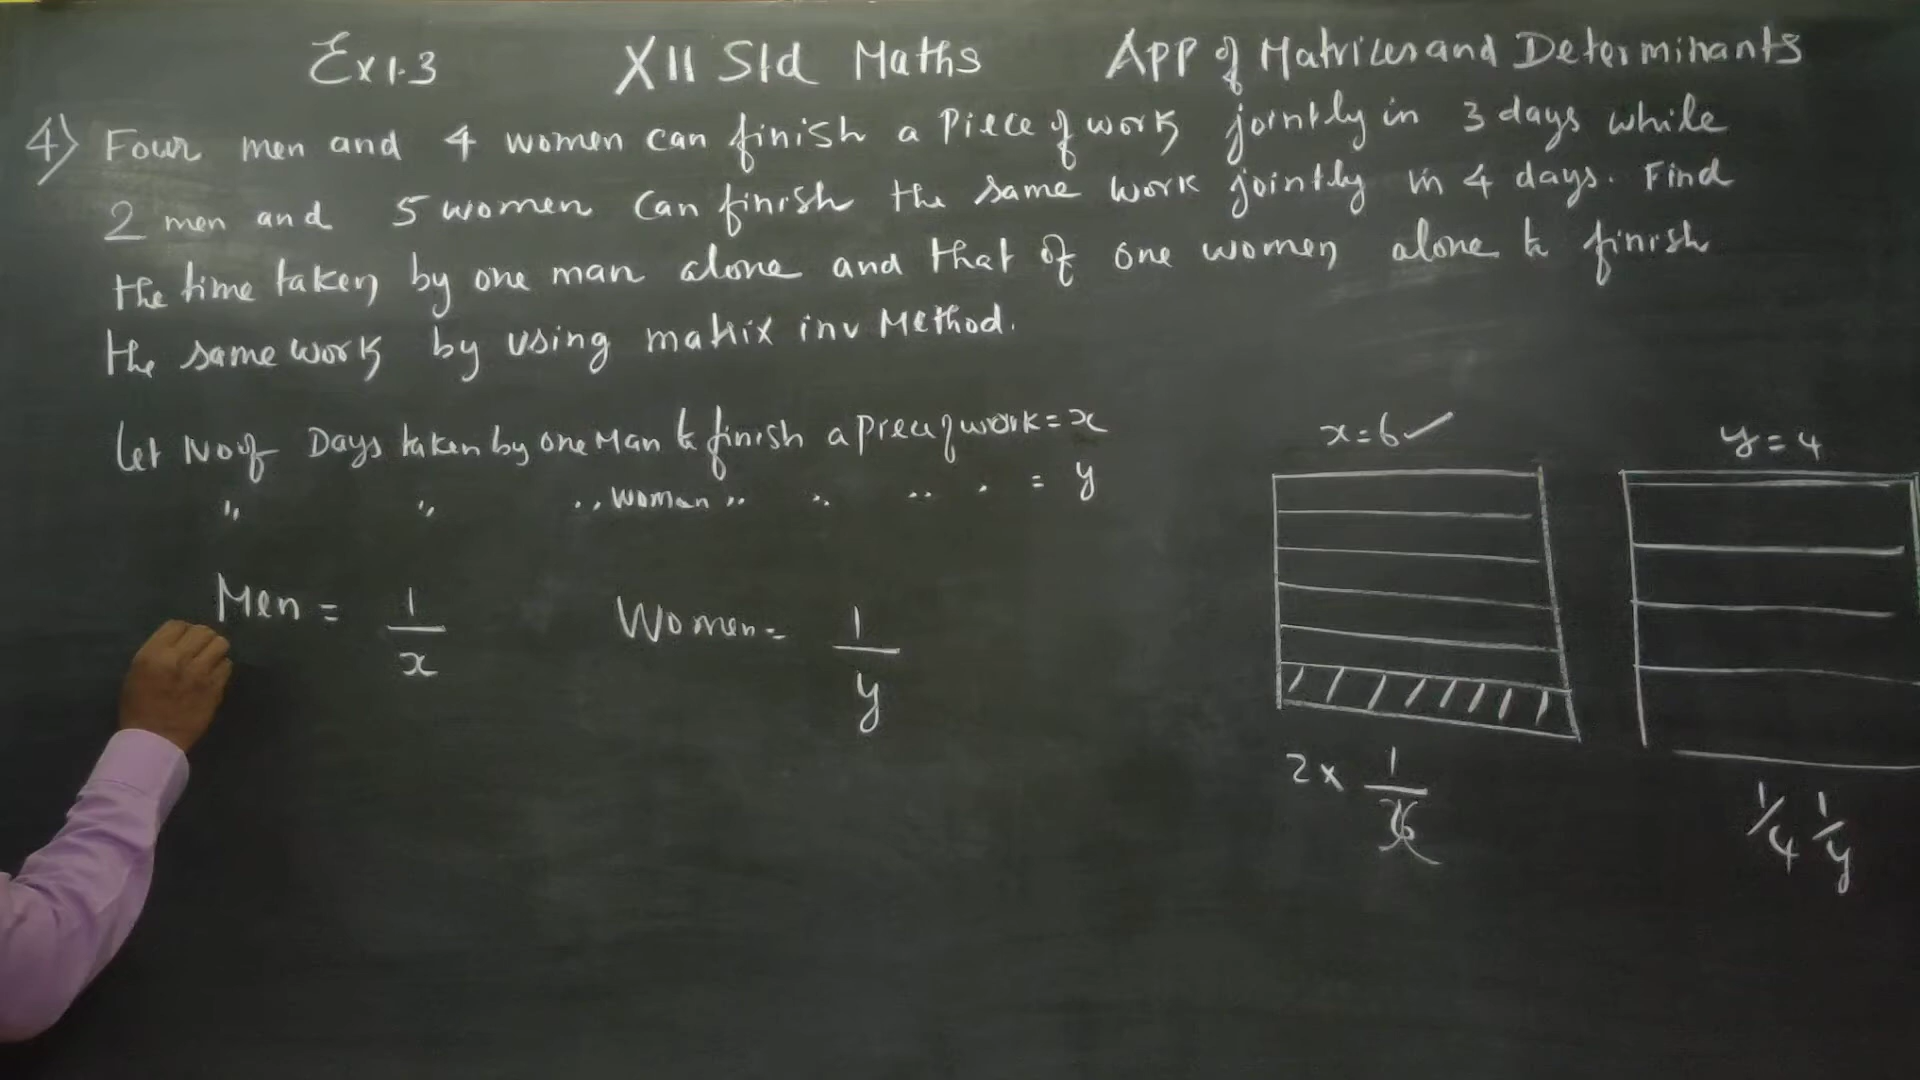 Ex 1.3 XII Std Maths App of Matrices and Determinants
4) Four men and 4 women can finish a piece of work jointly in 3 days while
2 men and 5 women can finish the same work jointly in 4 days. Find
the time taken by one man alone and that of one women alone to finish
the same work by using matrix inv Method.
Let No of Days taken by one Man to finish a piece of work = x
" " .. Woman .. .. .. . = y
Men = 1/x Women = 1/y
x = 6 ✓ y = 4
2 x 1/6 x
1/4 1/y